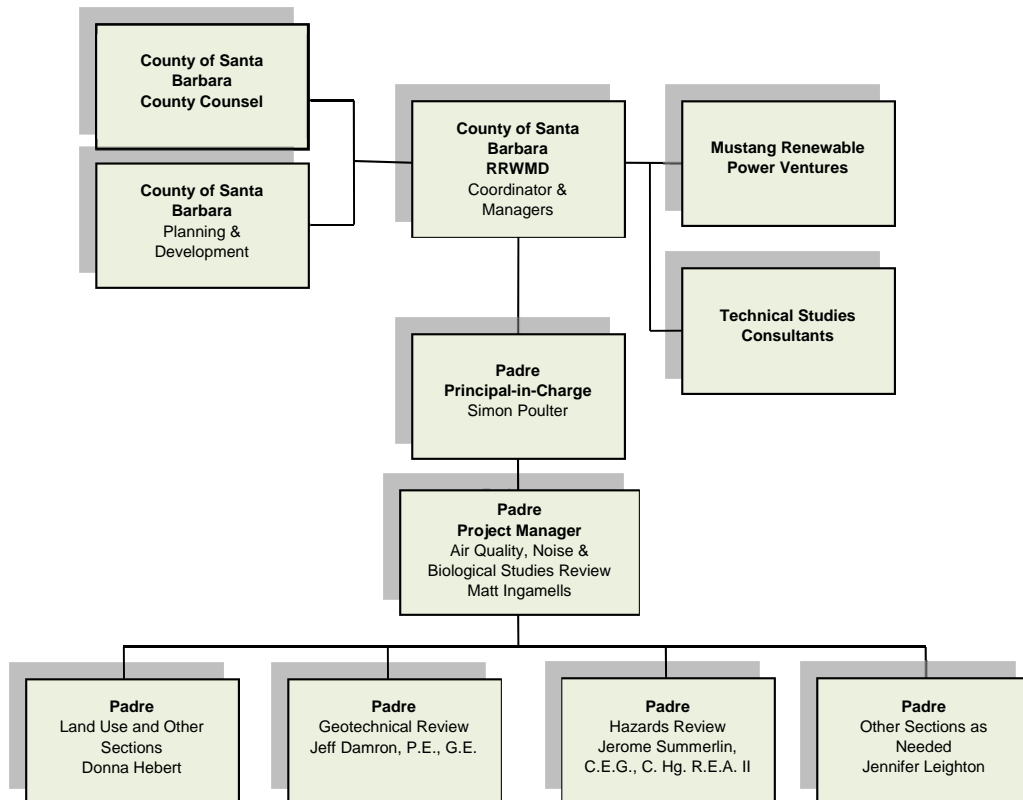 County of Santa
Barbara
County Counsel
County of Santa
Barbara
Planning &
Development
County of Santa
Barbara
RRWMD
Coordinator &
Managers
Mustang Renewable
Power Ventures
Technical Studies
Consultants
Padre
Principal-in-Charge
Simon Poulter
Padre
Project Manager
Air Quality, Noise &
Biological Studies Review
Matt Ingamells
Padre
Land Use and Other
Sections
Donna Hebert
Padre
Geotechnical Review
Jeff Damron, P.E., G.E.
Padre
Hazards Review
Jerome Summerlin,
C.E.G., C. Hg. R.E.A. II
Padre
Other Sections as
Needed
Jennifer Leighton